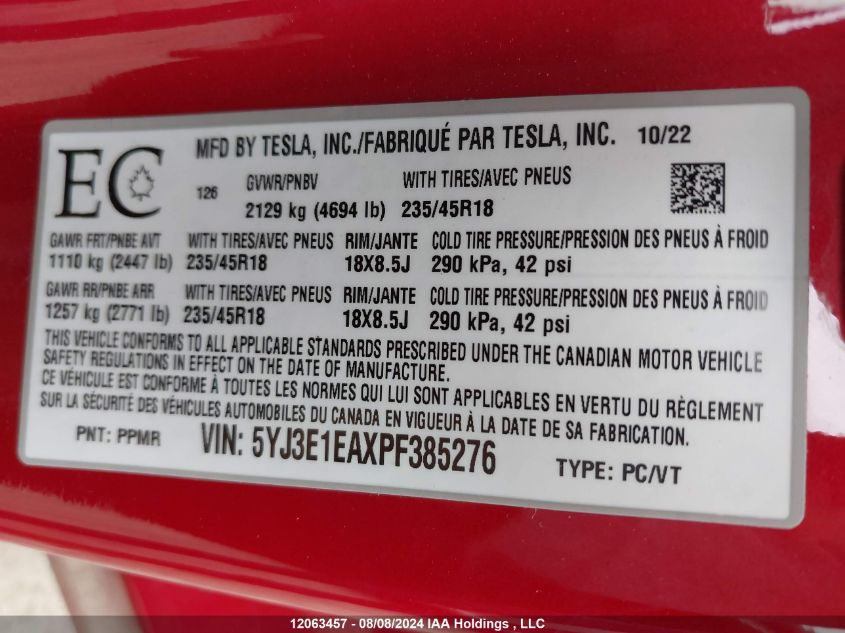 EC
MFD BY TESLA, INC./FABRIQUÉ PAR TESLA, INC. 10/22
126 GVWR/PNBV WITH TIRES/AVEC PNEUS
2129 kg (4694 lb) 235/45R18
GAWR FRT/PNBE AVT WITH TIRES/AVEC PNEUS RIM/JANTE COLD TIRE PRESSURE/PRESSION DES PNEUS À FROID
1110 kg (2447 lb) 235/45R18 18X8.5J 290 kPa, 42 psi
GAWR RR/PNBE ARR WITH TIRES/AVEC PNEUS RIM/JANTE COLD TIRE PRESSURE/PRESSION DES PNEUS À FROID
1257 kg (2771 lb) 235/45R18 18X8.5J 290 kPa, 42 psi
THIS VEHICLE CONFORMS TO ALL APPLICABLE STANDARDS PRESCRIBED UNDER THE CANADIAN MOTOR VEHICLE
SAFETY REGULATIONS IN EFFECT ON THE DATE OF MANUFACTURE.
CE VÉHICULE EST CONFORME À TOUTES LES NORMES QUI LUI SONT APPLICABLES EN VERTU DU RÈGLEMENT
SUR LA SÉCURITÉ DES VÉHICULES AUTOMOBILES DU CANADA EN VIGUEUR À LA DATE DE SA FABRICATION.
PNT: PPMR VIN: 5YJ3E1EAXPF385276 TYPE: PC/VT
12063457 - 08/08/2024 IAA Holdings , LLC